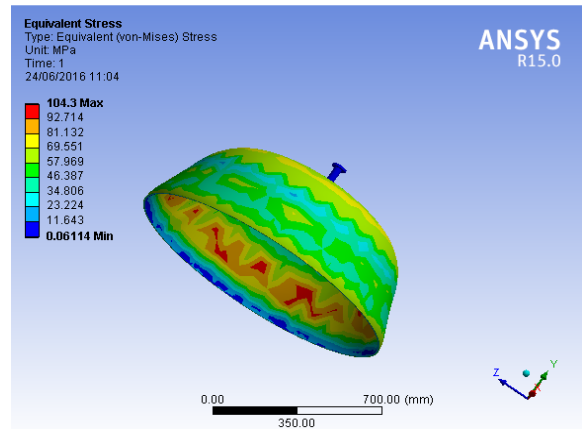 Equivalent Stress
Type: Equivalent (von-Mises) Stress
Unit: MPa
Time: 1
24/06/2016 11:04
ANSYS
R15.0
104.3 Max
92.714
81.132
69.551
57.969
46.387
34.806
23.224
11.643
0.06114 Min
0.00
700.00 (mm)
350.00
Z
Y
X